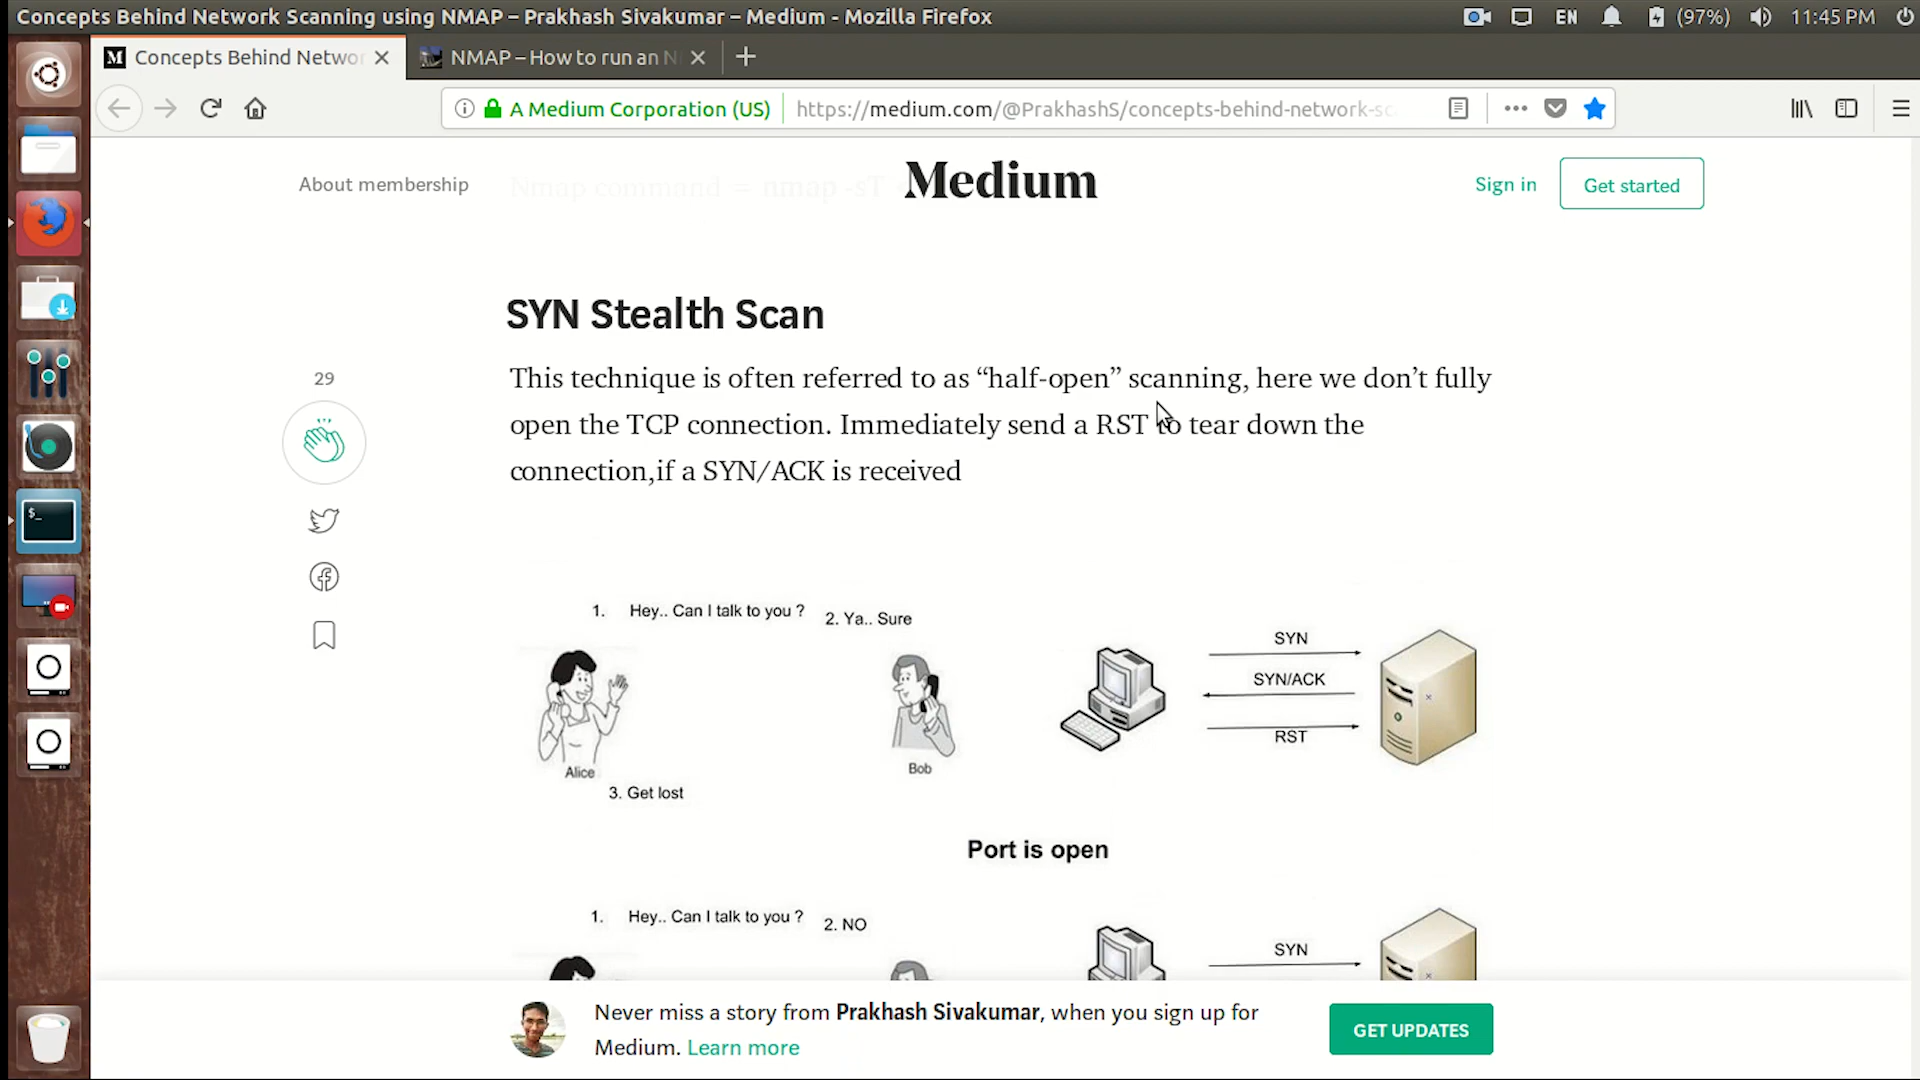 Concepts Behind Network Scanning using NMAP – Prakhash Sivakumar – Medium - Mozilla Firefox
EN (97%) 11:45 PM
M Concepts Behind Netwo
NMAP – How to run an N
A Medium Corporation (US) https://medium.com/@PrakhashS/concepts-behind-network-sc
About membership
Nmap command = nmap -sT
Medium
Sign in
Get started
SYN Stealth Scan
This technique is often referred to as “half-open” scanning, here we don’t fully
open the TCP connection. Immediately send a RST to tear down the
connection,if a SYN/ACK is received
29
$_
1. Hey.. Can I talk to you ?
2. Ya.. Sure
SYN
SYN/ACK
RST
Alice
Bob
3. Get lost
Port is open
1. Hey.. Can I talk to you ?
2. NO
SYN
Never miss a story from Prakhash Sivakumar, when you sign up for
Medium. Learn more
GET UPDATES